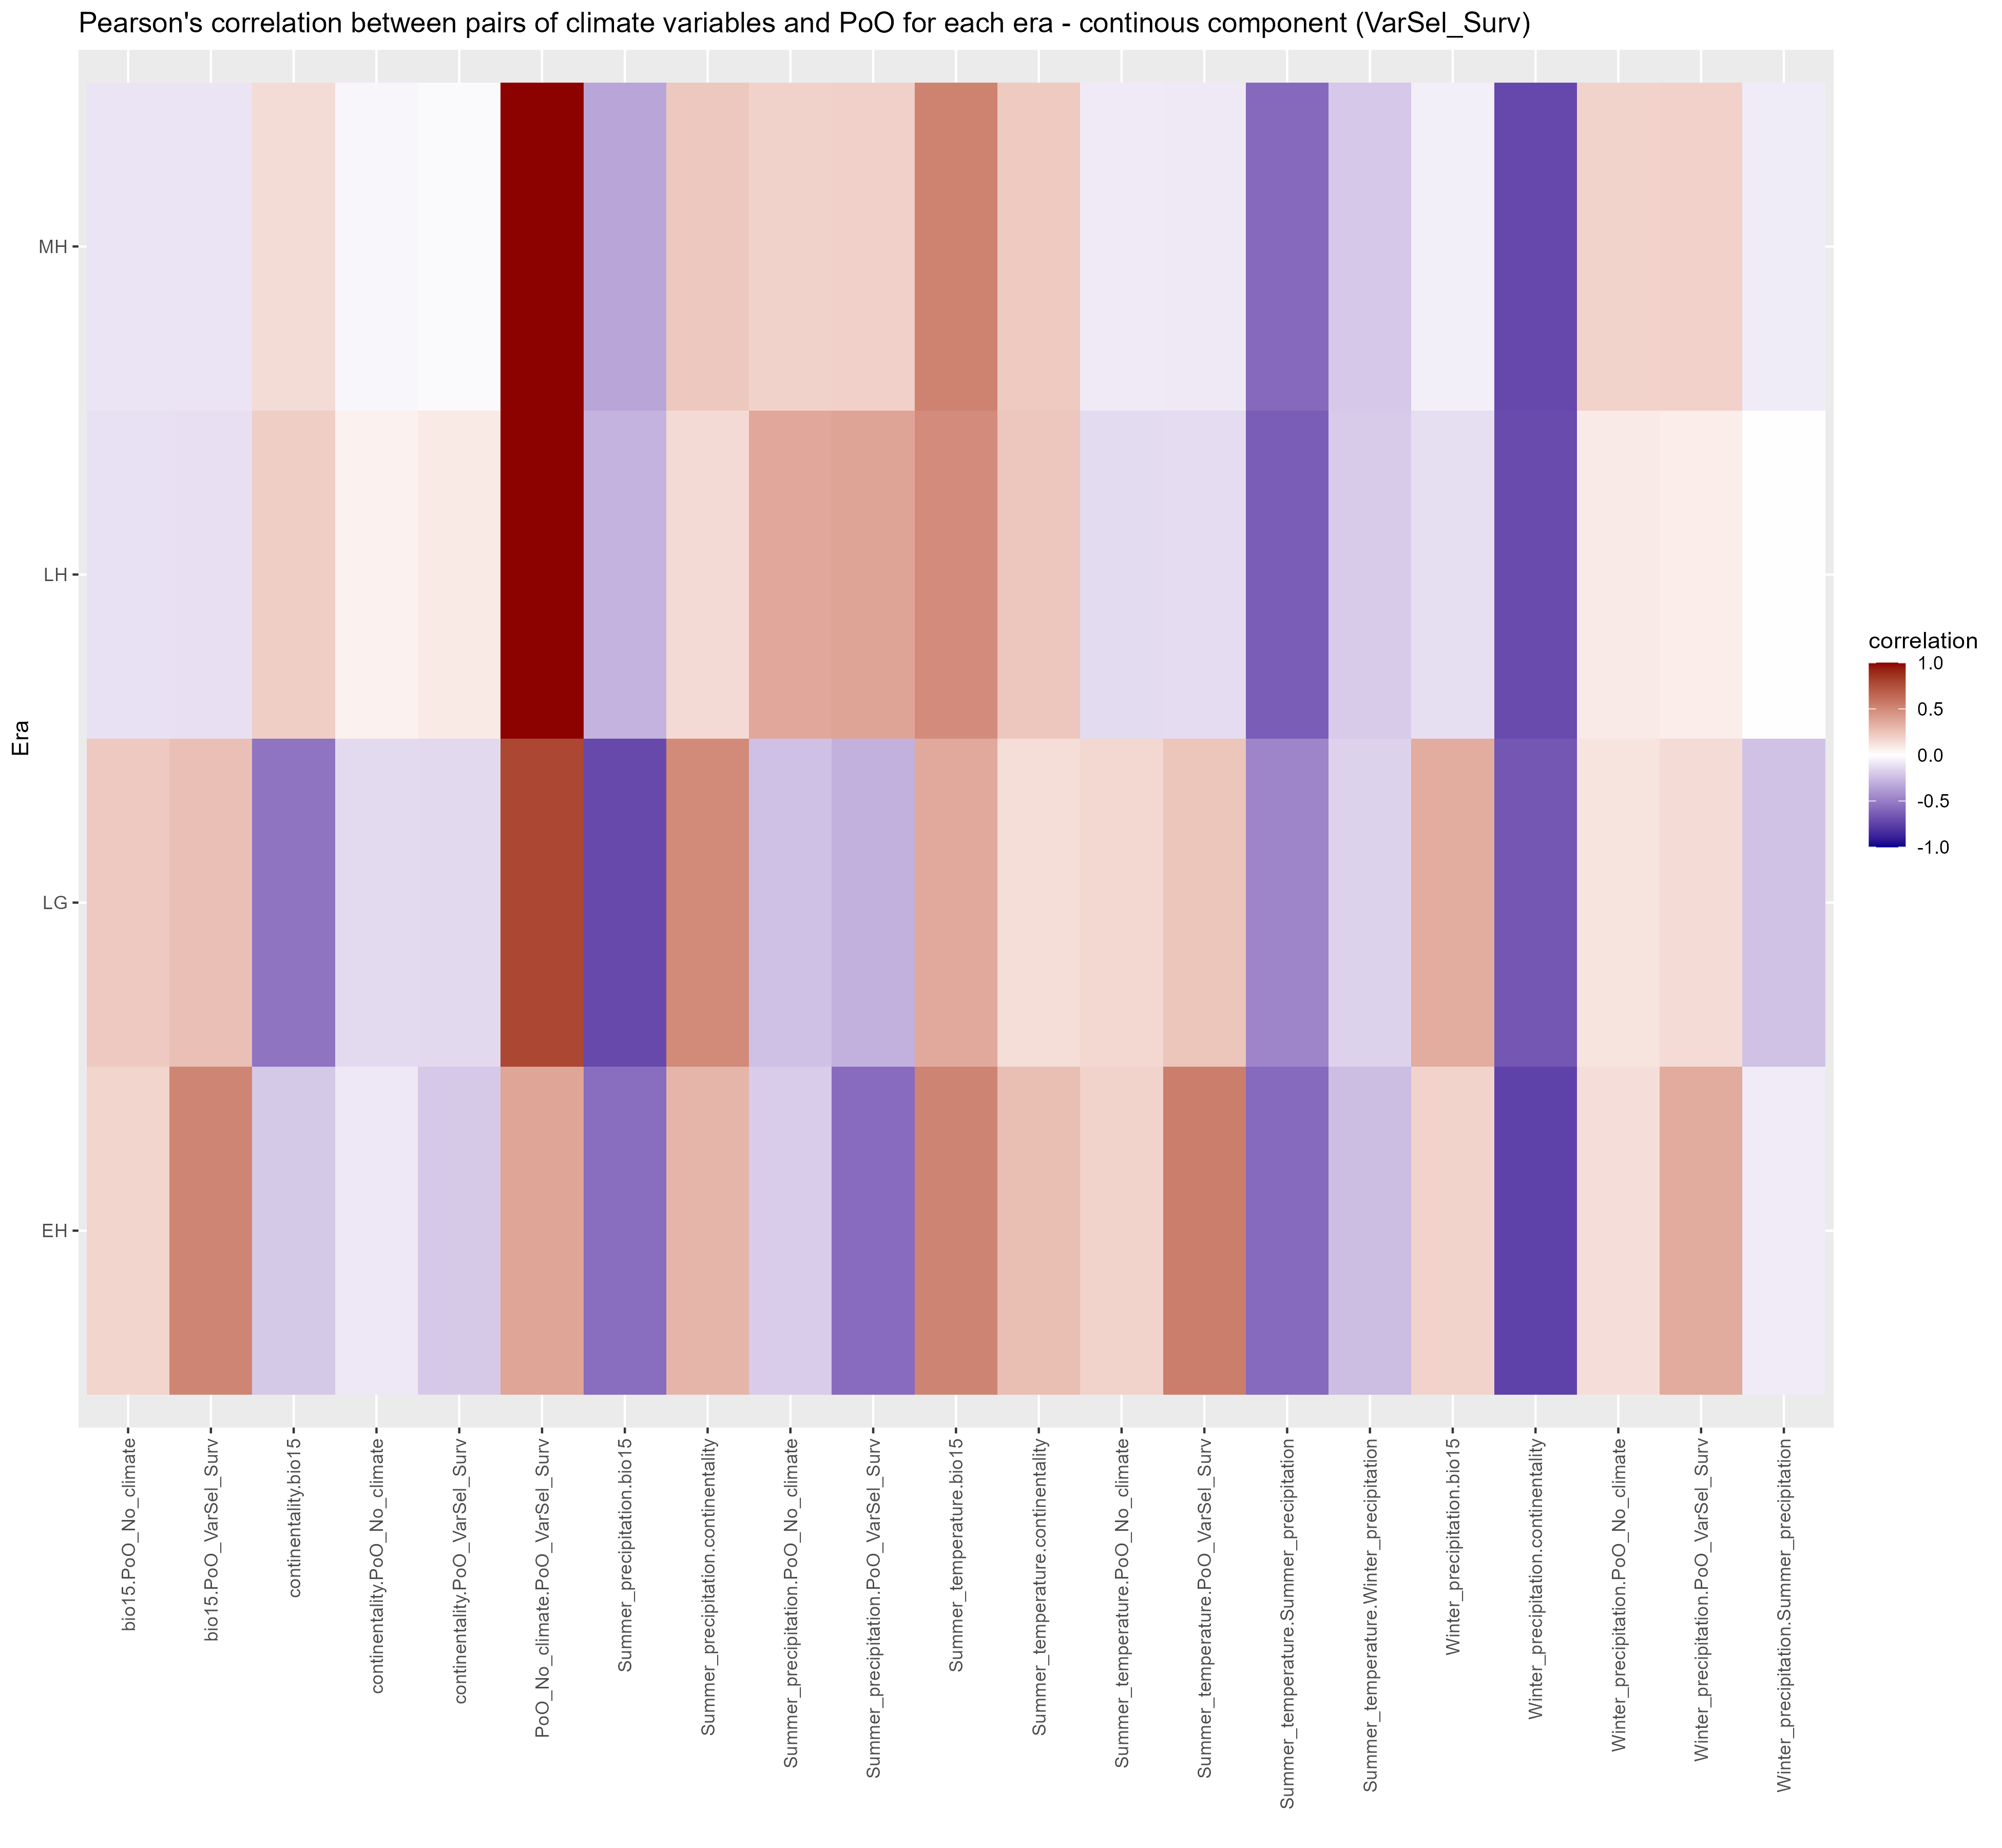 Pearson's correlation between pairs of climate variables and PoO for each era - continous component (VarSel_Surv)
Era
MH
LH
LG
EH
correlation
1.0
0.5
0.0
-0.5
-1.0
bio15.PoO_No_climate
bio15.PoO_VarSel_Surv
continentality.bio15
continentality.PoO_No_climate
continentality.PoO_VarSel_Surv
PoO_No_climate.PoO_VarSel_Surv
Summer_precipitation.bio15
Summer_precipitation.continentality
Summer_precipitation.PoO_No_climate
Summer_precipitation.PoO_VarSel_Surv
Summer_temperature.bio15
Summer_temperature.continentality
Summer_temperature.PoO_No_climate
Summer_temperature.PoO_VarSel_Surv
Summer_temperature.Summer_precipitation
Summer_temperature.Winter_precipitation
Winter_precipitation.bio15
Winter_precipitation.continentality
Winter_precipitation.PoO_No_climate
Winter_precipitation.PoO_VarSel_Surv
Winter_precipitation.Summer_precipitation